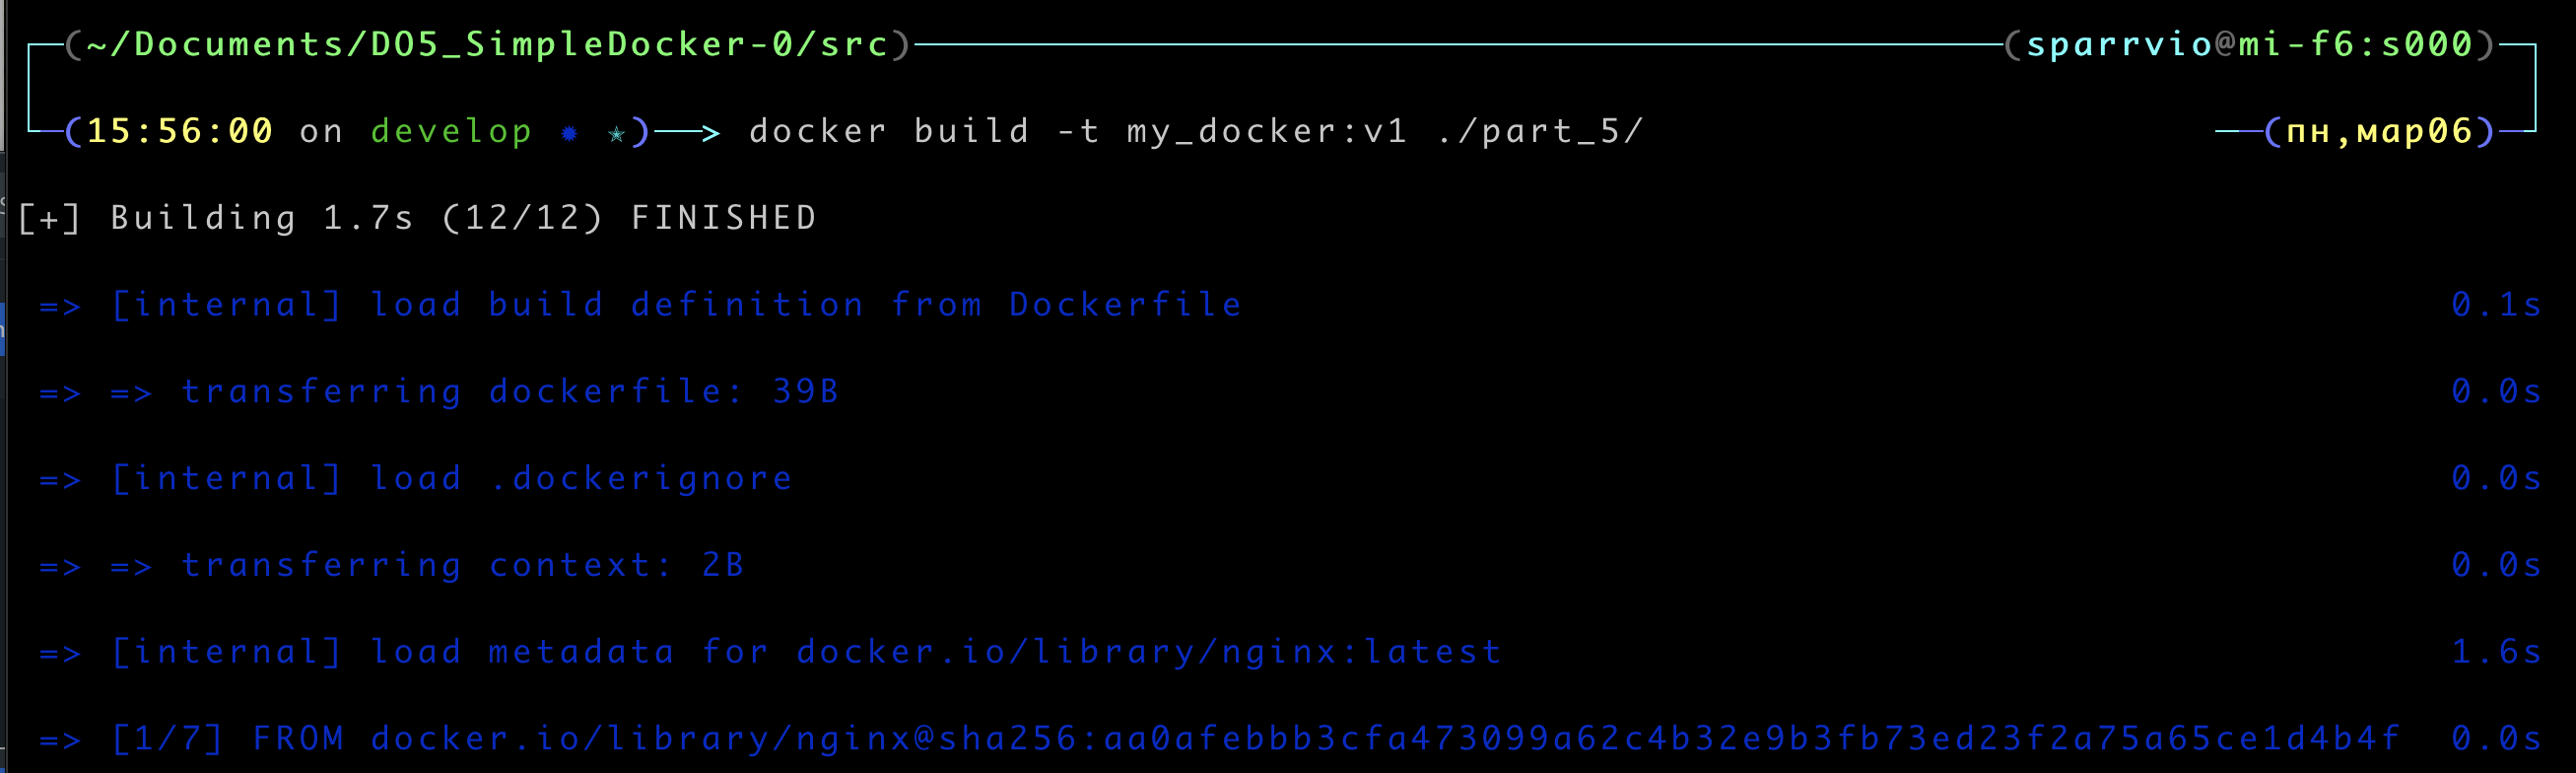 (~/Documents/DO5_SimpleDocker-0/src) (sparrvio@mi-f6:s000)
(15:56:00 on develop ✹ ✭)──> docker build -t my_docker:v1 ./part_5/ (пн,мар06)
[+] Building 1.7s (12/12) FINISHED
=> [internal] load build definition from Dockerfile 0.1s
=> => transferring dockerfile: 39B 0.0s
=> [internal] load .dockerignore 0.0s
=> => transferring context: 2B 0.0s
=> [internal] load metadata for docker.io/library/nginx:latest 1.6s
=> [1/7] FROM docker.io/library/nginx@sha256:aa0afebbb3cfa473099a62c4b32e9b3fb73ed23f2a75a65ce1d4b4f 0.0s